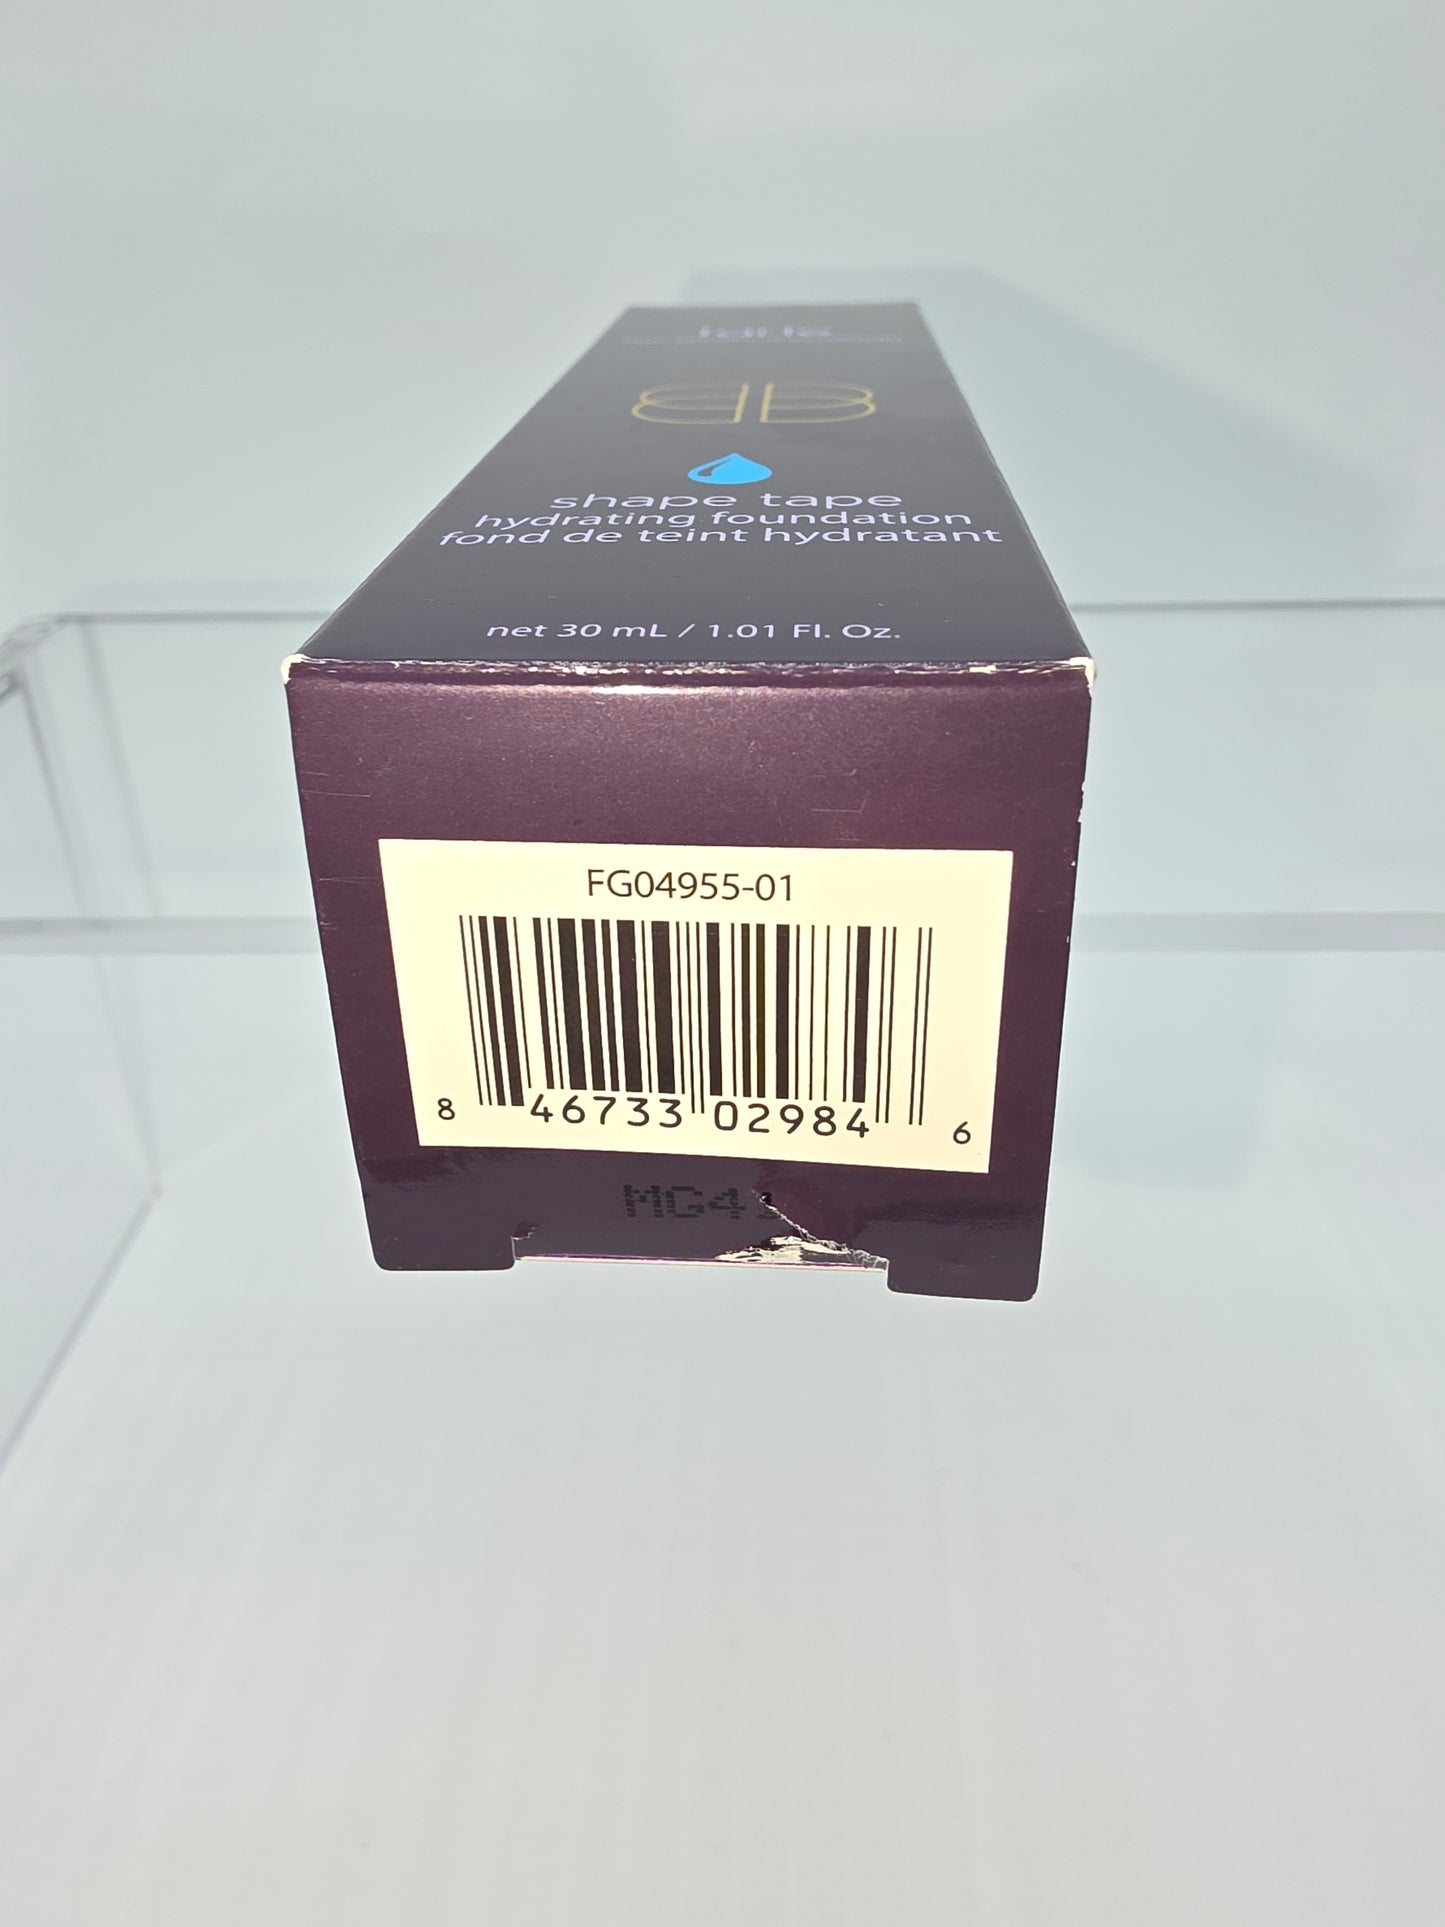 tarte
shape tape
hydrating foundation
fond de teint hydratant
net 30 mL / 1.01 Fl. Oz.
FG04955-01
8 46733 02984 6